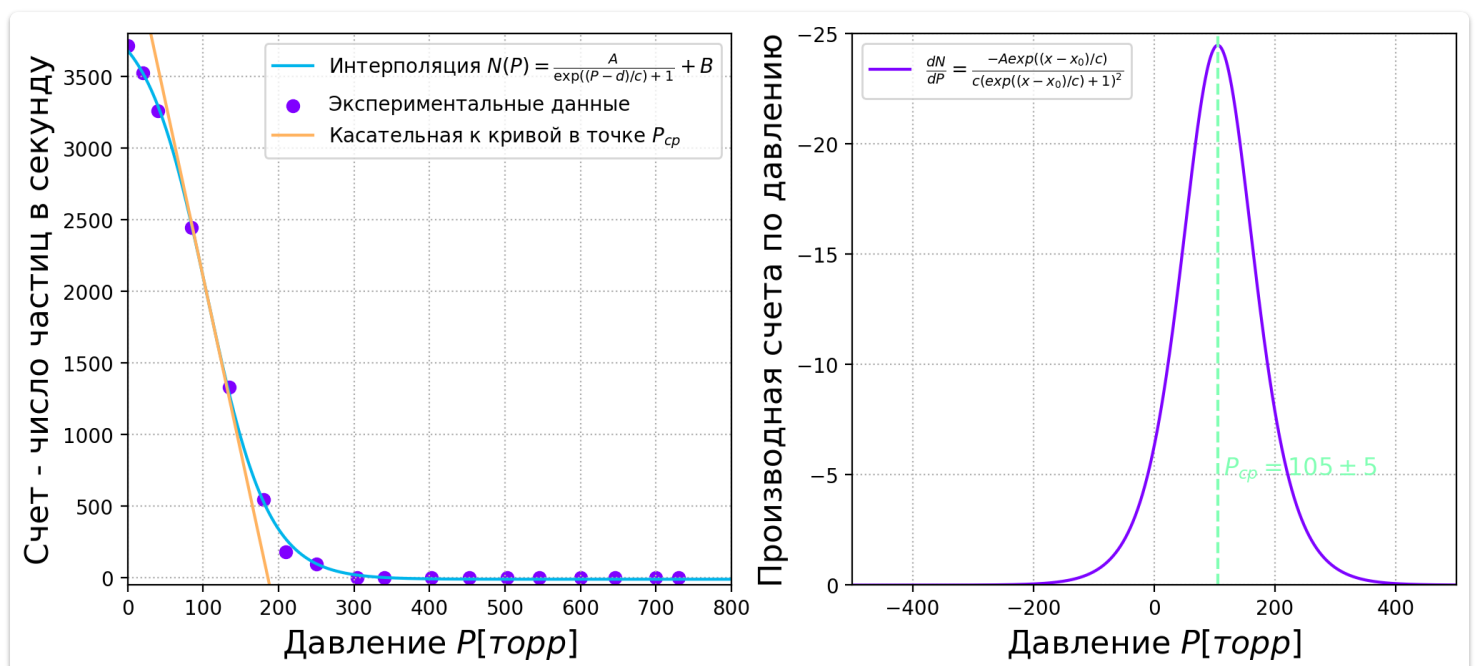 Счет - число частиц в секунду
3500
3000
2500
2000
1500
1000
500
0
0 100 200 300 400 500 600 700 800
Давление P[торр]
Интерполяция N(P) = A / (exp((P − d)/c) + 1) + B
Экспериментальные данные
Касательная к кривой в точке P_cp
Производная счета по давлению
−25
−20
−15
−10
−5
0
−400 −200 0 200 400
Давление P[торр]
dN/dP = −Aexp((x − x₀)/c) / c(exp((x − x₀)/c) + 1)²
P_cp = 105 ± 5